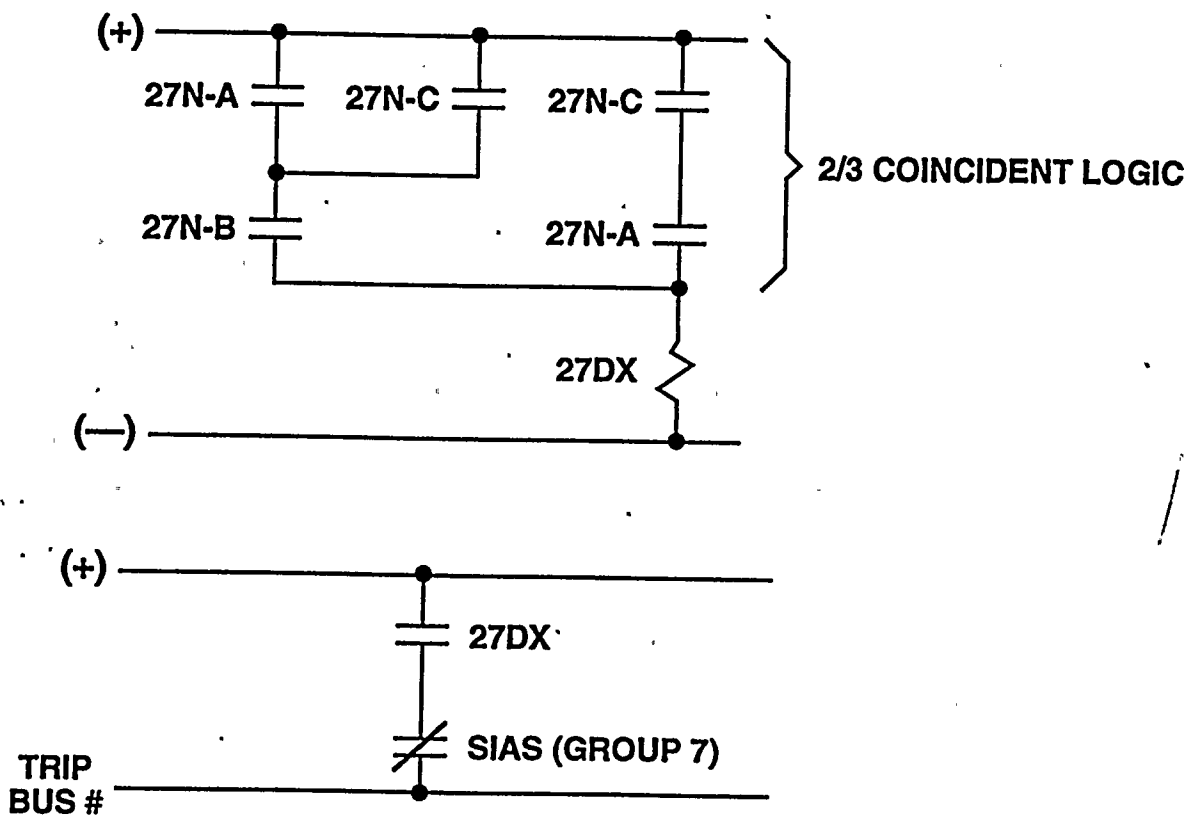 (+)
27N-A
27N-C
27N-C
2/3 COINCIDENT LOGIC
27N-B
27N-A
27DX
(—)
(+)
27DX
SIAS (GROUP 7)
TRIP
BUS #